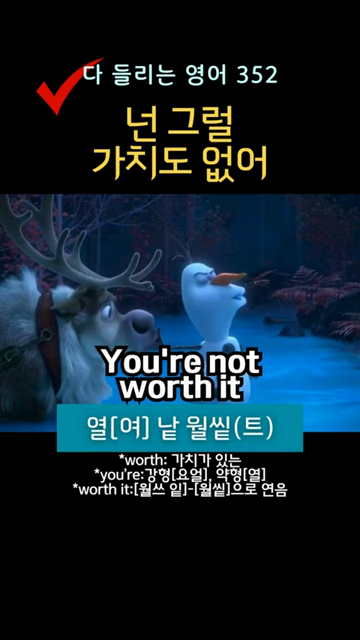 다 들리는 영어 352
넌 그럴
가치도 없어
You're not
worth it
열[여] 낱 월씥(트)
*worth: 가치가 있는
*you're:강형[요얼], 약형[열]
*worth it:[월쓰 잍]-[월씥]으로 연음